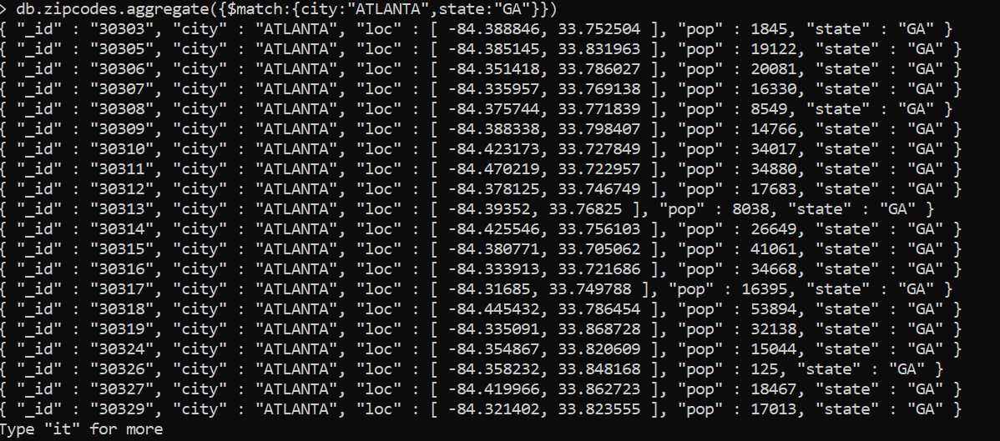 > db.zipcodes.aggregate({$match:{city:"ATLANTA",state:"GA"}})
{ "_id" : "30303", "city" : "ATLANTA", "loc" : [ -84.388846, 33.752504 ], "pop" : 1845, "state" : "GA" }
{ "_id" : "30305", "city" : "ATLANTA", "loc" : [ -84.385145, 33.831963 ], "pop" : 19122, "state" : "GA" }
{ "_id" : "30306", "city" : "ATLANTA", "loc" : [ -84.351418, 33.786027 ], "pop" : 20081, "state" : "GA" }
{ "_id" : "30307", "city" : "ATLANTA", "loc" : [ -84.335957, 33.769138 ], "pop" : 16330, "state" : "GA" }
{ "_id" : "30308", "city" : "ATLANTA", "loc" : [ -84.375744, 33.771839 ], "pop" : 8549, "state" : "GA" }
{ "_id" : "30309", "city" : "ATLANTA", "loc" : [ -84.388338, 33.798407 ], "pop" : 14766, "state" : "GA" }
{ "_id" : "30310", "city" : "ATLANTA", "loc" : [ -84.423173, 33.727849 ], "pop" : 34017, "state" : "GA" }
{ "_id" : "30311", "city" : "ATLANTA", "loc" : [ -84.470219, 33.722957 ], "pop" : 34880, "state" : "GA" }
{ "_id" : "30312", "city" : "ATLANTA", "loc" : [ -84.378125, 33.746749 ], "pop" : 17683, "state" : "GA" }
{ "_id" : "30313", "city" : "ATLANTA", "loc" : [ -84.39352, 33.76825 ], "pop" : 8038, "state" : "GA" }
{ "_id" : "30314", "city" : "ATLANTA", "loc" : [ -84.425546, 33.756103 ], "pop" : 26649, "state" : "GA" }
{ "_id" : "30315", "city" : "ATLANTA", "loc" : [ -84.380771, 33.705062 ], "pop" : 41061, "state" : "GA" }
{ "_id" : "30316", "city" : "ATLANTA", "loc" : [ -84.333913, 33.721686 ], "pop" : 34668, "state" : "GA" }
{ "_id" : "30317", "city" : "ATLANTA", "loc" : [ -84.31685, 33.749788 ], "pop" : 16395, "state" : "GA" }
{ "_id" : "30318", "city" : "ATLANTA", "loc" : [ -84.445432, 33.786454 ], "pop" : 53894, "state" : "GA" }
{ "_id" : "30319", "city" : "ATLANTA", "loc" : [ -84.335091, 33.868728 ], "pop" : 32138, "state" : "GA" }
{ "_id" : "30324", "city" : "ATLANTA", "loc" : [ -84.354867, 33.820609 ], "pop" : 15044, "state" : "GA" }
{ "_id" : "30326", "city" : "ATLANTA", "loc" : [ -84.358232, 33.848168 ], "pop" : 125, "state" : "GA" }
{ "_id" : "30327", "city" : "ATLANTA", "loc" : [ -84.419966, 33.862723 ], "pop" : 18467, "state" : "GA" }
{ "_id" : "30329", "city" : "ATLANTA", "loc" : [ -84.321402, 33.823555 ], "pop" : 17013, "state" : "GA" }
Type "it" for more